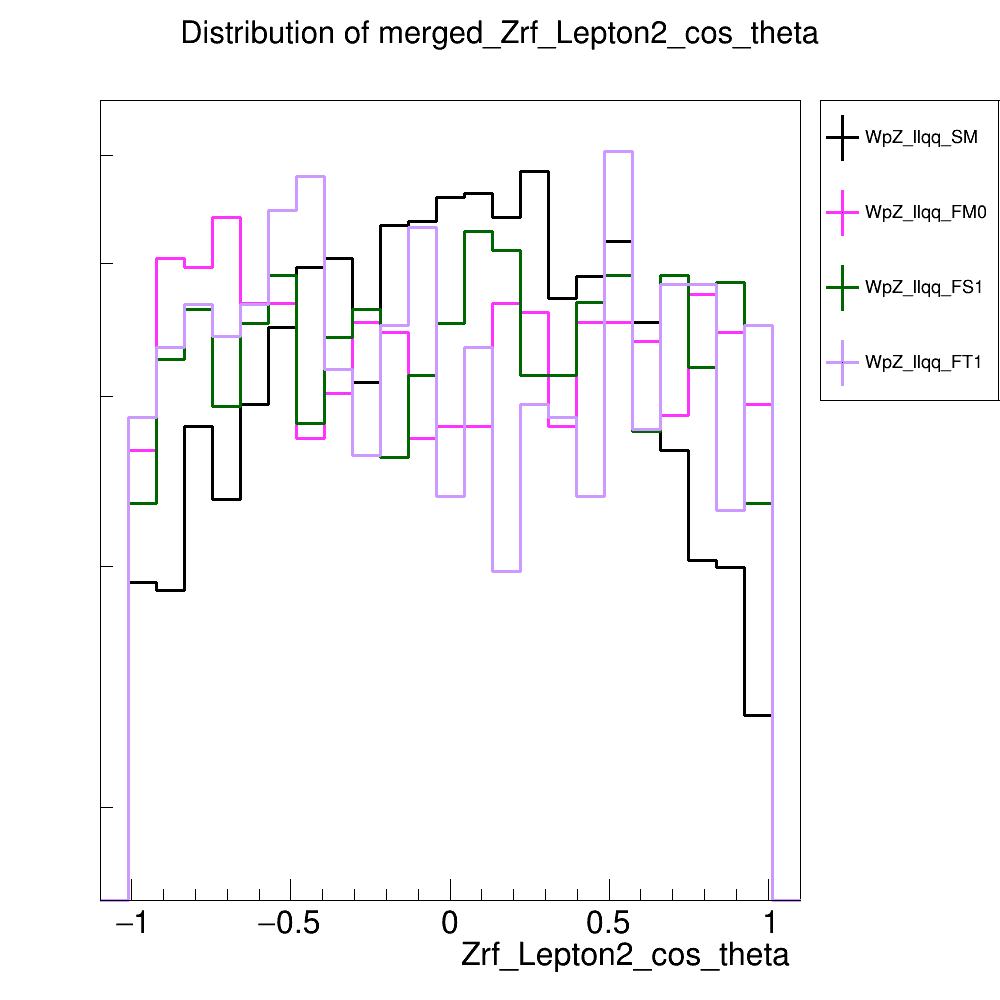 Distribution of merged_Zrf_Lepton2_cos_theta
WpZ_llqq_SM
WpZ_llqq_FM0
WpZ_llqq_FS1
WpZ_llqq_FT1
−1 −0.5 0 0.5 1
Zrf_Lepton2_cos_theta